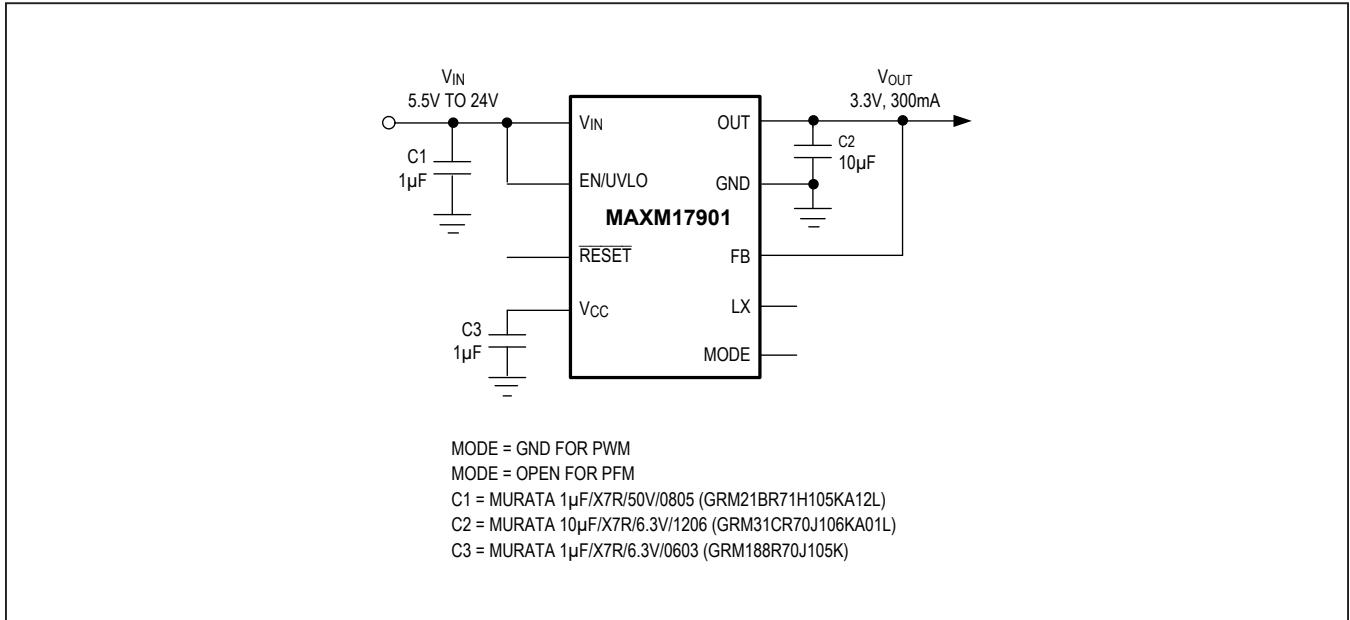 VIN
5.5V TO 24V
VOUT
3.3V, 300mA
VIN
OUT
C1
1µF
C2
10µF
EN/UVLO
GND
MAXM17901
RESET
FB
VCC
LX
C3
1µF
MODE
MODE = GND FOR PWM
MODE = OPEN FOR PFM
C1 = MURATA 1µF/X7R/50V/0805 (GRM21BR71H105KA12L)
C2 = MURATA 10µF/X7R/6.3V/1206 (GRM31CR70J106KA01L)
C3 = MURATA 1µF/X7R/6.3V/0603 (GRM188R70J105K)